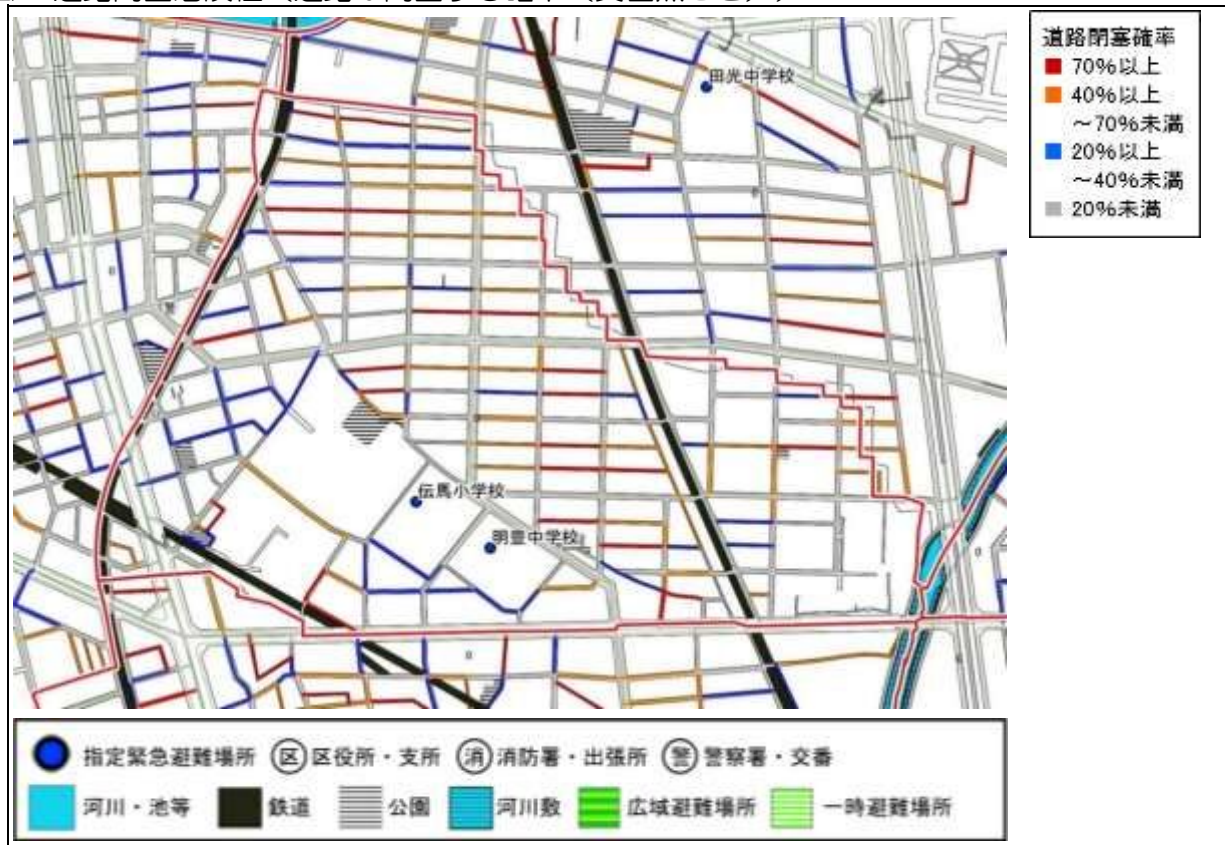 道路閉塞確率
70%以上
40%以上
～70%未満
20%以上
～40%未満
20%未満
田光中学校
伝馬小学校
明豊中学校
指定緊急避難場所 区 区役所・支所 消 消防署・出張所 警 警察署・交番
河川・池等 鉄道 公園 河川敷 広域避難場所 一時避難場所